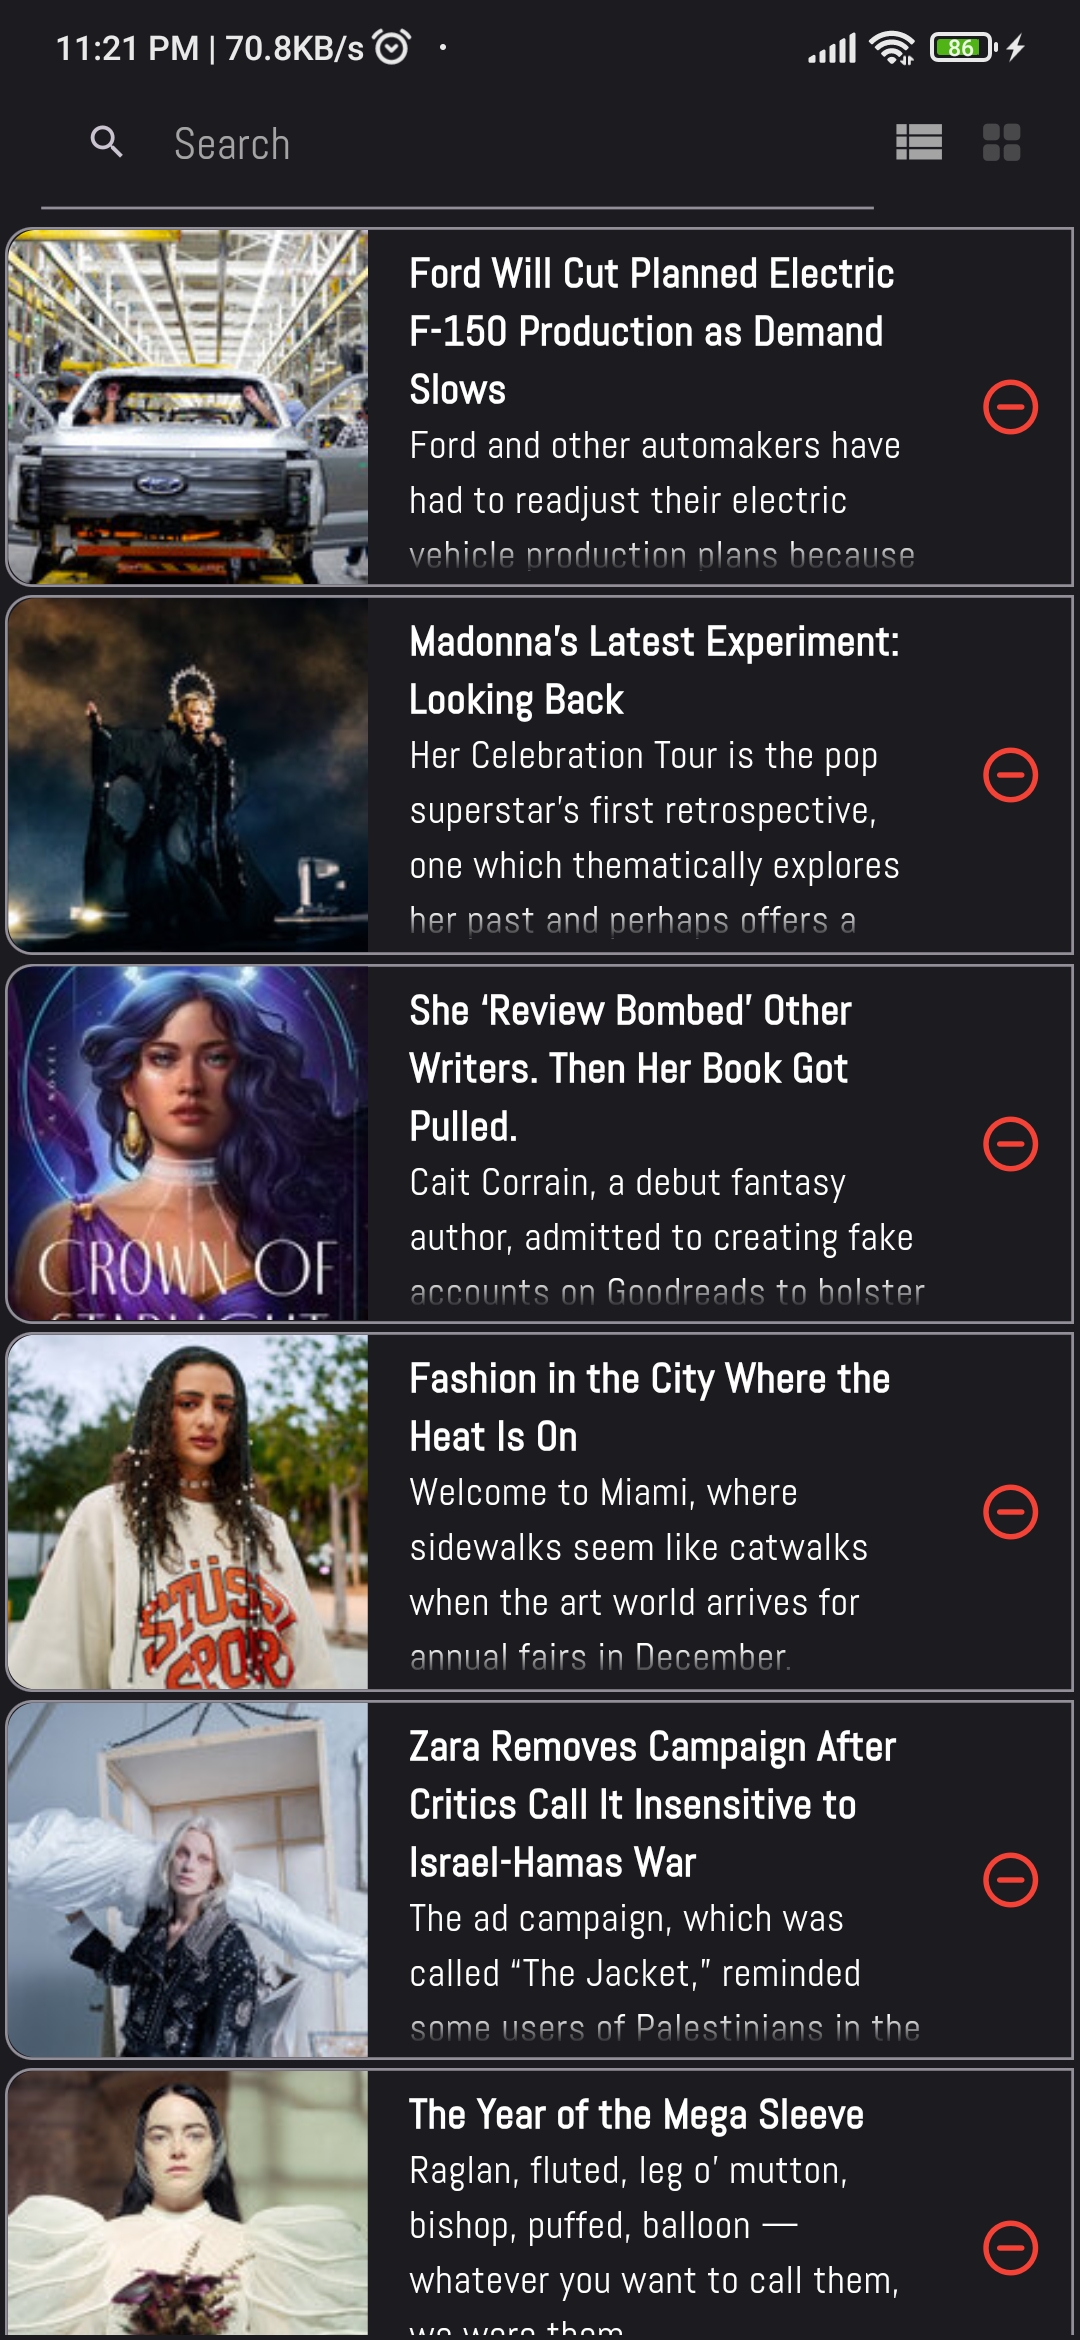 11:21 PM | 70.8KB/s
86
Search
Ford Will Cut Planned Electric
F-150 Production as Demand
Slows
Ford and other automakers have
had to readjust their electric
vehicle production plans because
Madonna's Latest Experiment:
Looking Back
Her Celebration Tour is the pop
superstar's first retrospective,
one which thematically explores
her past and perhaps offers a
A NOVEL
CROWN OF
STARLIGHT
She ‘Review Bombed’ Other
Writers. Then Her Book Got
Pulled.
Cait Corrain, a debut fantasy
author, admitted to creating fake
accounts on Goodreads to bolster
STÜSSY
SPORT
Fashion in the City Where the
Heat Is On
Welcome to Miami, where
sidewalks seem like catwalks
when the art world arrives for
annual fairs in December.
Zara Removes Campaign After
Critics Call It Insensitive to
Israel-Hamas War
The ad campaign, which was
called “The Jacket,” reminded
some users of Palestinians in the
The Year of the Mega Sleeve
Raglan, fluted, leg o’ mutton,
bishop, puffed, balloon —
whatever you want to call them,
we wore them.